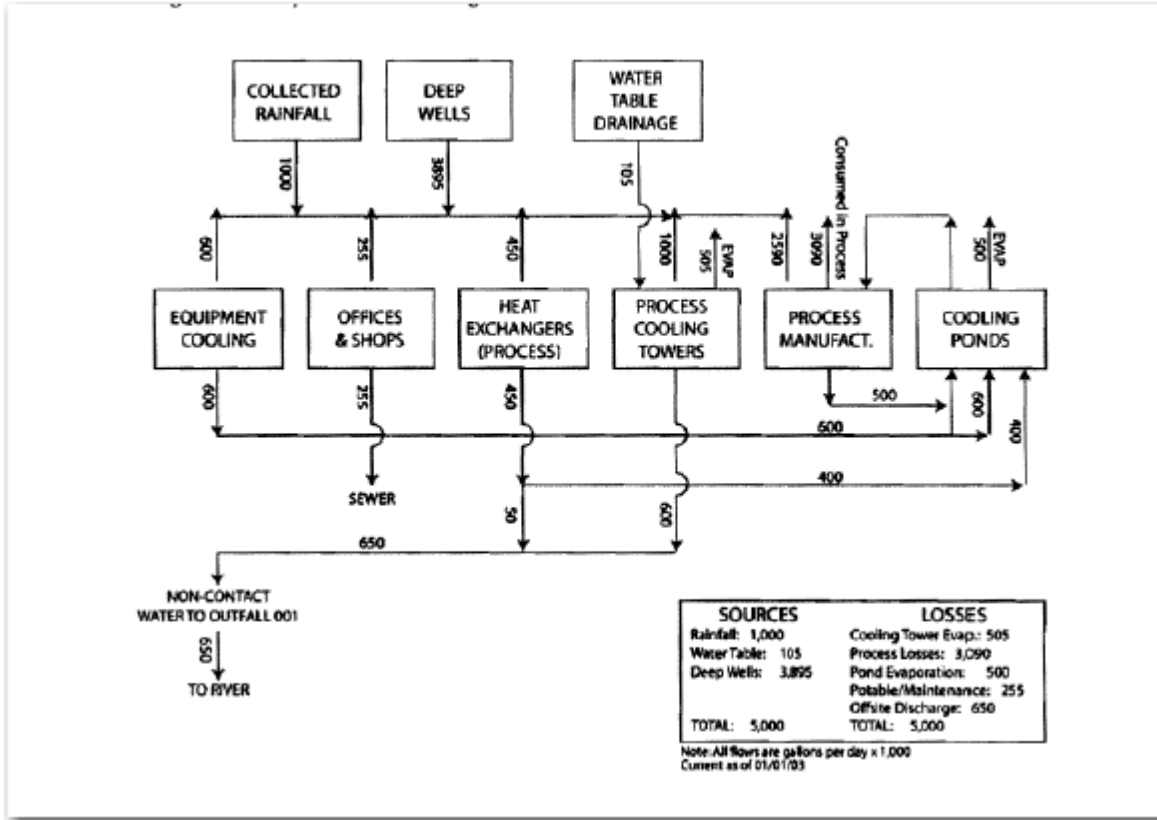 COLLECTED
RAINFALL
DEEP
WELLS
WATER
TABLE
DRAINAGE
1000
3895
105
Consumed in Process
600
255
450
1000
505
EVAP
2590
3090
500
EVAP
EQUIPMENT
COOLING
OFFICES
& SHOPS
HEAT
EXCHANGERS
(PROCESS)
PROCESS
COOLING
TOWERS
PROCESS
MANUFACT.
COOLING
PONDS
600
255
450
500
600
400
600
SEWER
400
50
600
650
NON-CONTACT
WATER TO OUTFALL 001
650
TO RIVER
SOURCES
Rainfall: 1,000
Water Table: 105
Deep Wells: 3,895
TOTAL: 5,000
LOSSES
Cooling Tower Evap.: 505
Process Losses: 3,090
Pond Evaporation: 500
Potable/Maintenance: 255
Offsite Discharge: 650
TOTAL: 5,000
Note: All flows are gallons per day x 1,000
Current as of 01/01/03